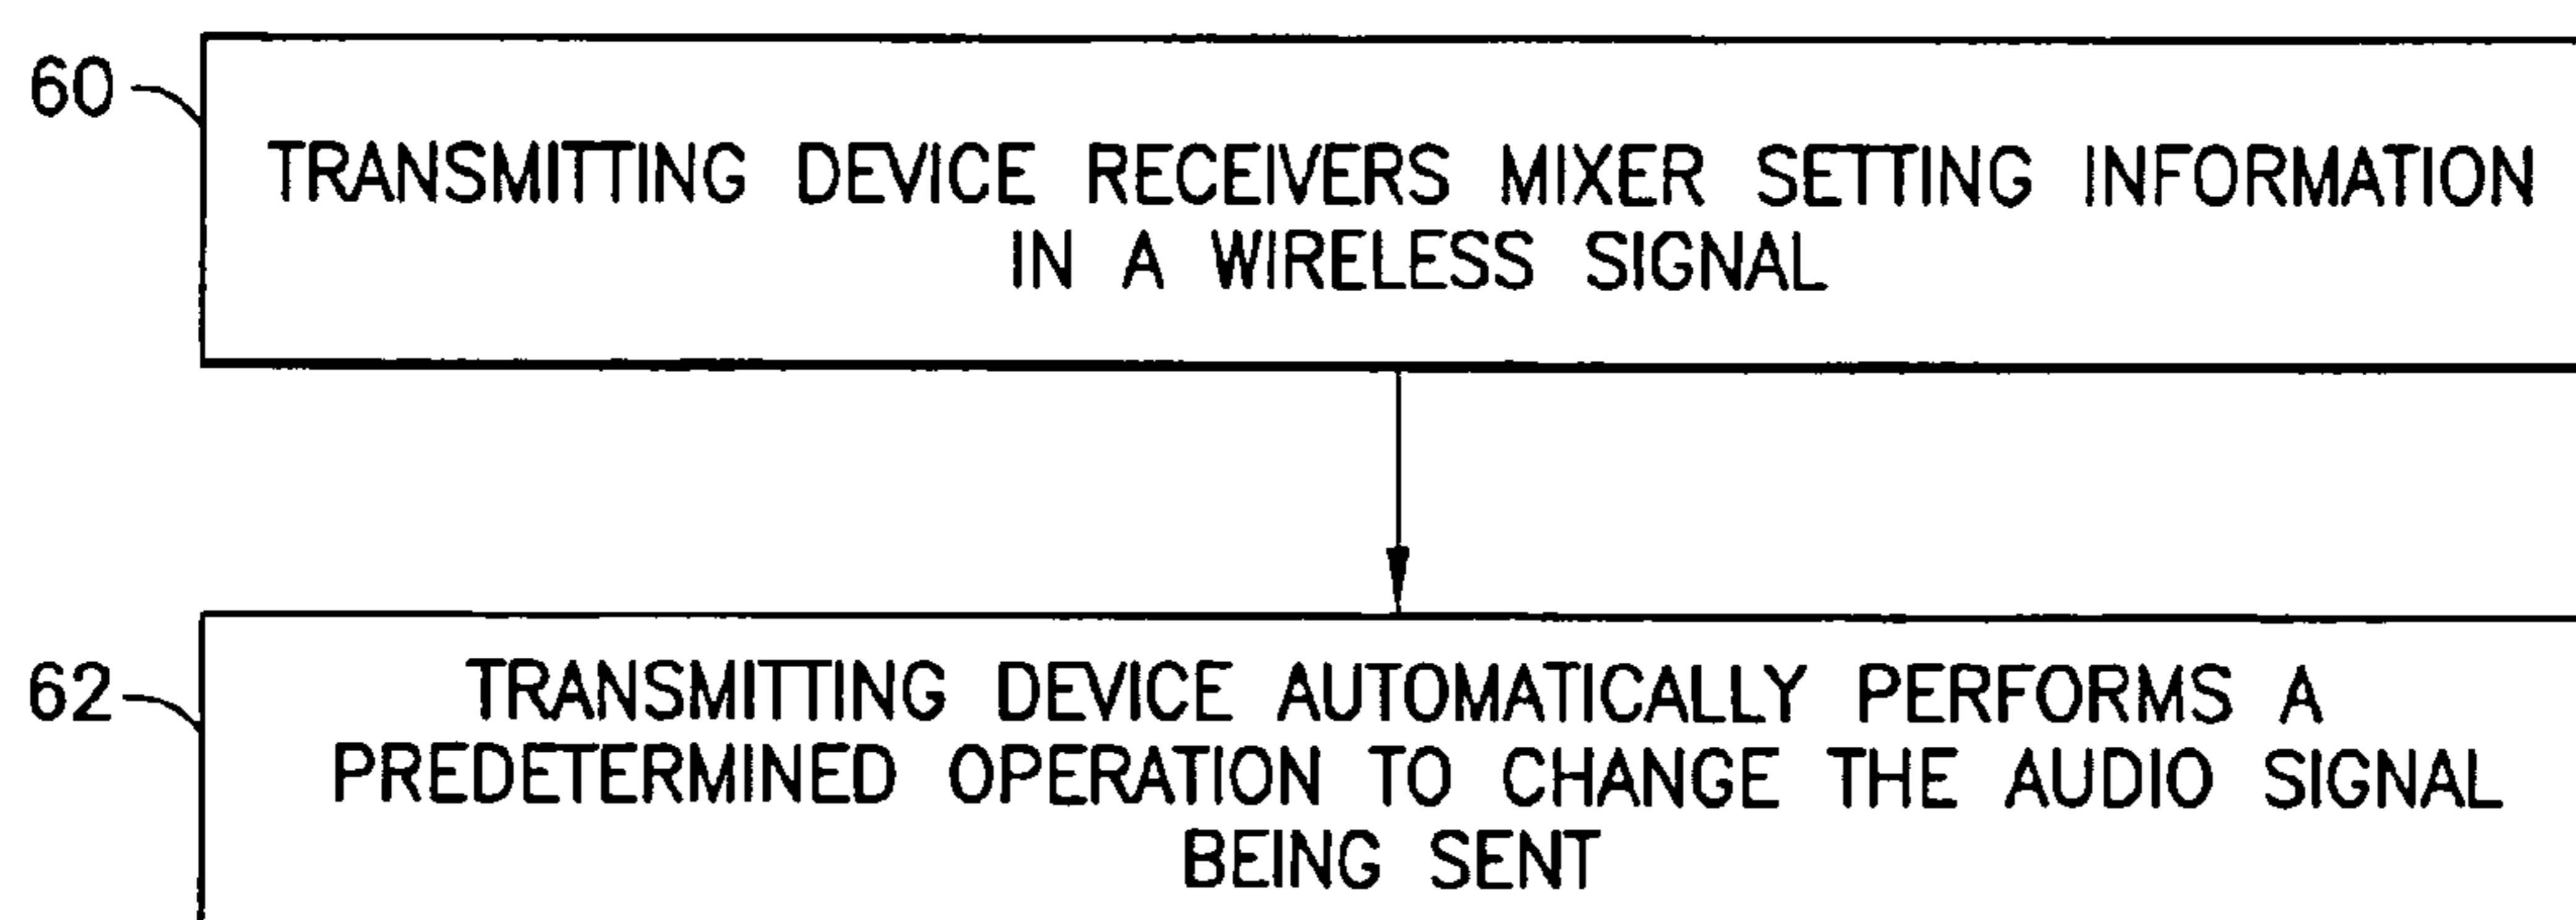 60
TRANSMITTING DEVICE RECEIVERS MIXER SETTING INFORMATION
IN A WIRELESS SIGNAL
62
TRANSMITTING DEVICE AUTOMATICALLY PERFORMS A
PREDETERMINED OPERATION TO CHANGE THE AUDIO SIGNAL
BEING SENT